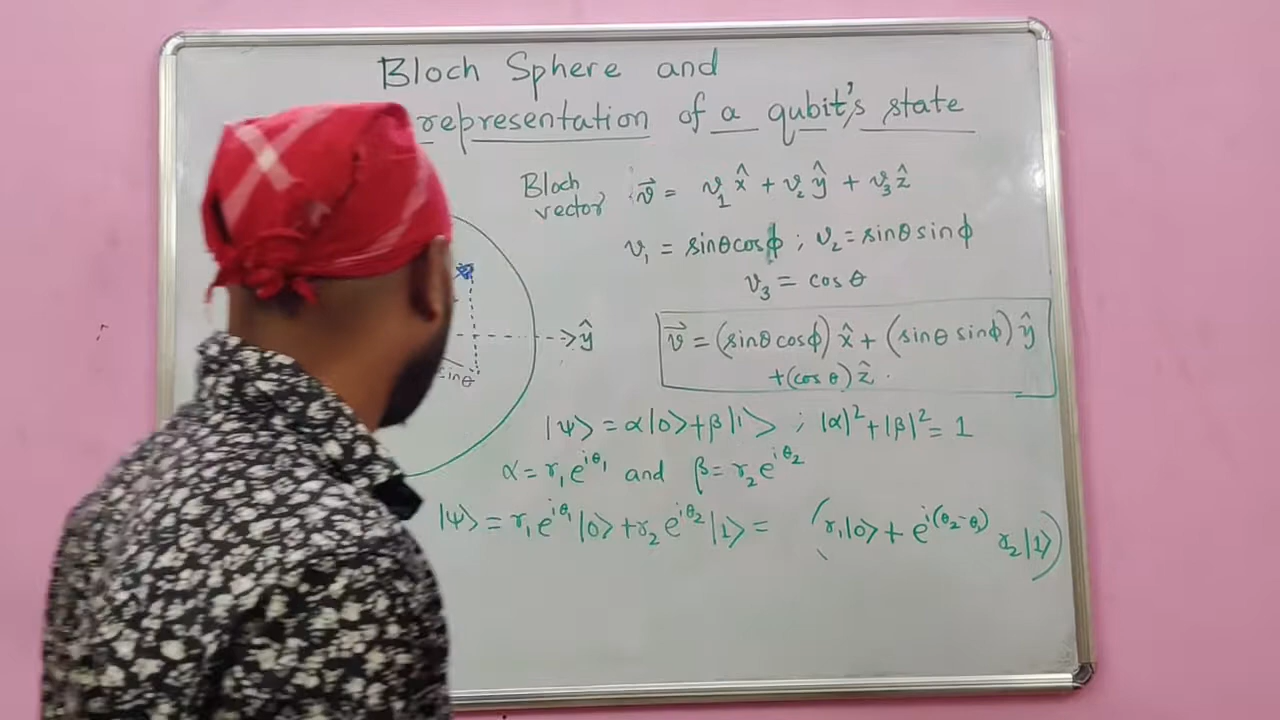 Bloch Sphere and
representation of a qubit's state
Bloch vector : v⃗ = v₁x̂ + v₂ŷ + v₃ẑ
v₁ = sinθcosϕ ; v₂ = sinθsinϕ
v₃ = cosθ
ŷ
sinθ
v⃗ = (sinθcosϕ)x̂ + (sinθsinϕ)ŷ
+(cosθ)ẑ.
|ψ⟩ = α|0⟩+β|1⟩ ; |α|²+|β|² = 1
α = r₁e^{iθ₁} and β = r₂e^{iθ₂}
|ψ⟩ = r₁e^{iθ₁}|0⟩+r₂e^{iθ₂}|1⟩ = (r₁|0⟩ + e^{i(θ₂-θ₁)} r₂|1⟩)